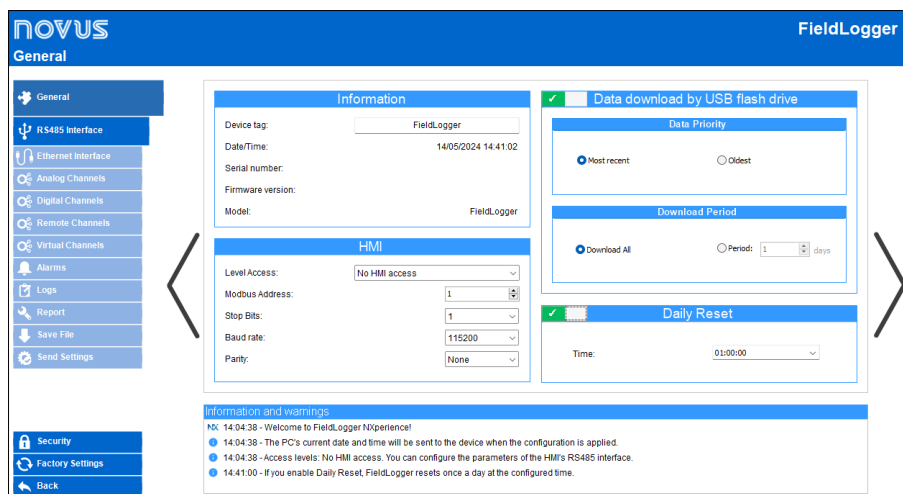 novus
FieldLogger
General
General
RS485 Interface
Ethernet Interface
Analog Channels
Digital Channels
Remote Channels
Virtual Channels
Alarms
Logs
Report
Save File
Send Settings
Security
Factory Settings
Back
Information
Device tag: FieldLogger
Date/Time: 14/05/2024 14:41:02
Serial number:
Firmware version:
Model: FieldLogger
HMI
Level Access: No HMI access
Modbus Address: 1
Stop Bits: 1
Baud rate: 115200
Parity: None
Data download by USB flash drive
Data Priority
Most recent Oldest
Download Period
Download All Period: 1 days
Daily Reset
Time: 01:00:00
Information and warnings
NX 14:04:38 - Welcome to FieldLogger NXperience!
14:04:38 - The PC's current date and time will be sent to the device when the configuration is applied.
14:04:38 - Access levels: No HMI access. You can configure the parameters of the HMI's RS485 interface.
14:41:00 - If you enable Daily Reset, FieldLogger resets once a day at the configured time.